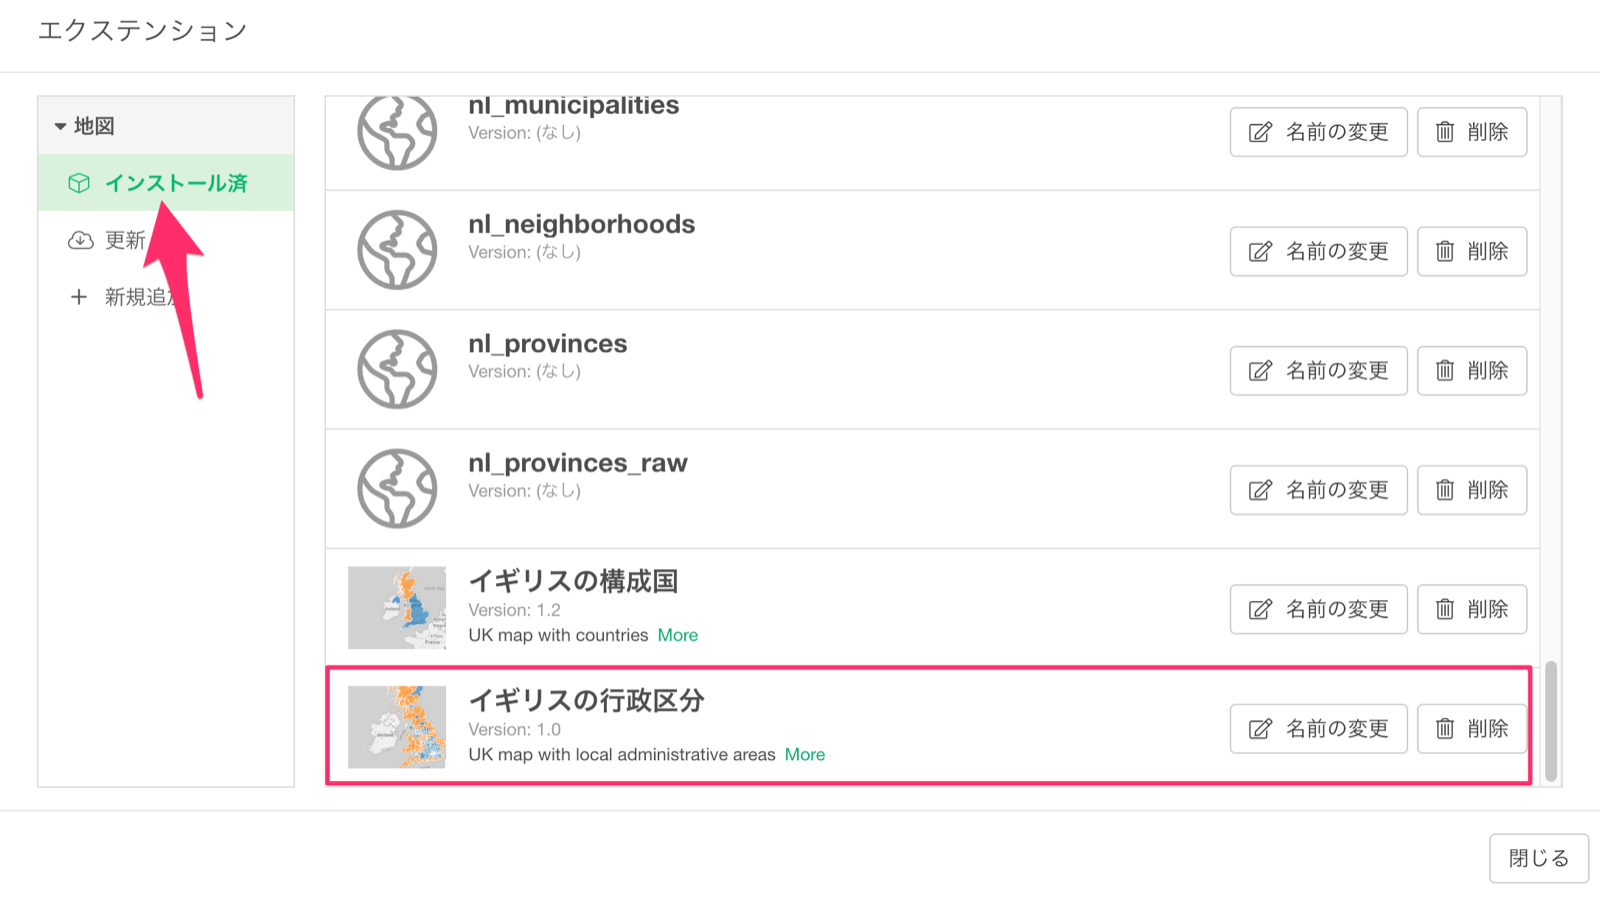 エクステンション
地図
インストール済
更新
新規追
nl_municipalities
Version: (なし)
名前の変更
削除
nl_neighborhoods
Version: (なし)
名前の変更
削除
nl_provinces
Version: (なし)
名前の変更
削除
nl_provinces_raw
Version: (なし)
名前の変更
削除
イギリスの構成国
Version: 1.2
UK map with countries More
名前の変更
削除
イギリスの行政区分
Version: 1.0
UK map with local administrative areas More
名前の変更
削除
閉じる